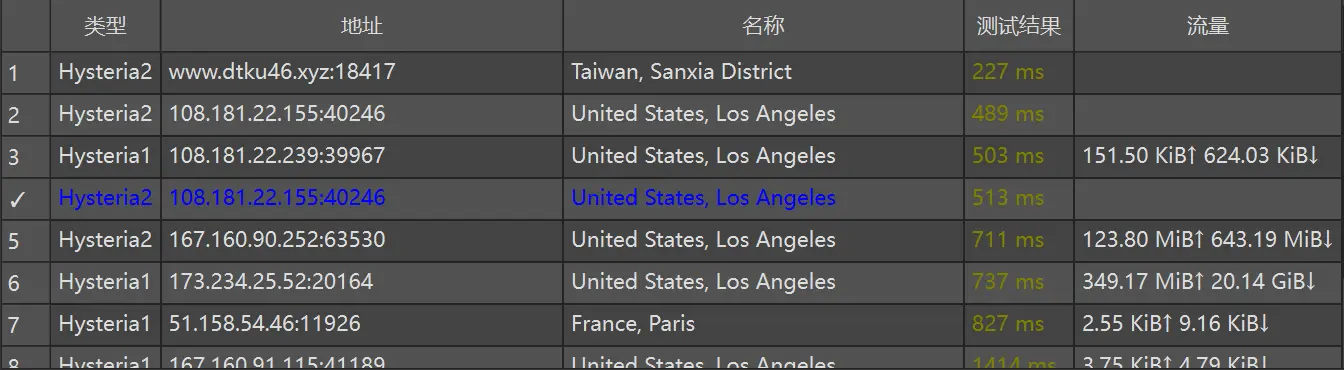 类型 地址 名称 测试结果 流量
1 Hysteria2 www.dtku46.xyz:18417 Taiwan, Sanxia District 227 ms
2 Hysteria2 108.181.22.155:40246 United States, Los Angeles 489 ms
3 Hysteria1 108.181.22.239:39967 United States, Los Angeles 503 ms 151.50 KiB↑ 624.03 KiB↓
✓ Hysteria2 108.181.22.155:40246 United States, Los Angeles 513 ms
5 Hysteria2 167.160.90.252:63530 United States, Los Angeles 711 ms 123.80 MiB↑ 643.19 MiB↓
6 Hysteria1 173.234.25.52:20164 United States, Los Angeles 737 ms 349.17 MiB↑ 20.14 GiB↓
7 Hysteria1 51.158.54.46:11926 France, Paris 827 ms 2.55 KiB↑ 9.16 KiB↓
8 Hysteria1 167.160.91.115:41189 United States, Los Angeles 1414 ms 3.75 KiB↑ 4.79 KiB↓